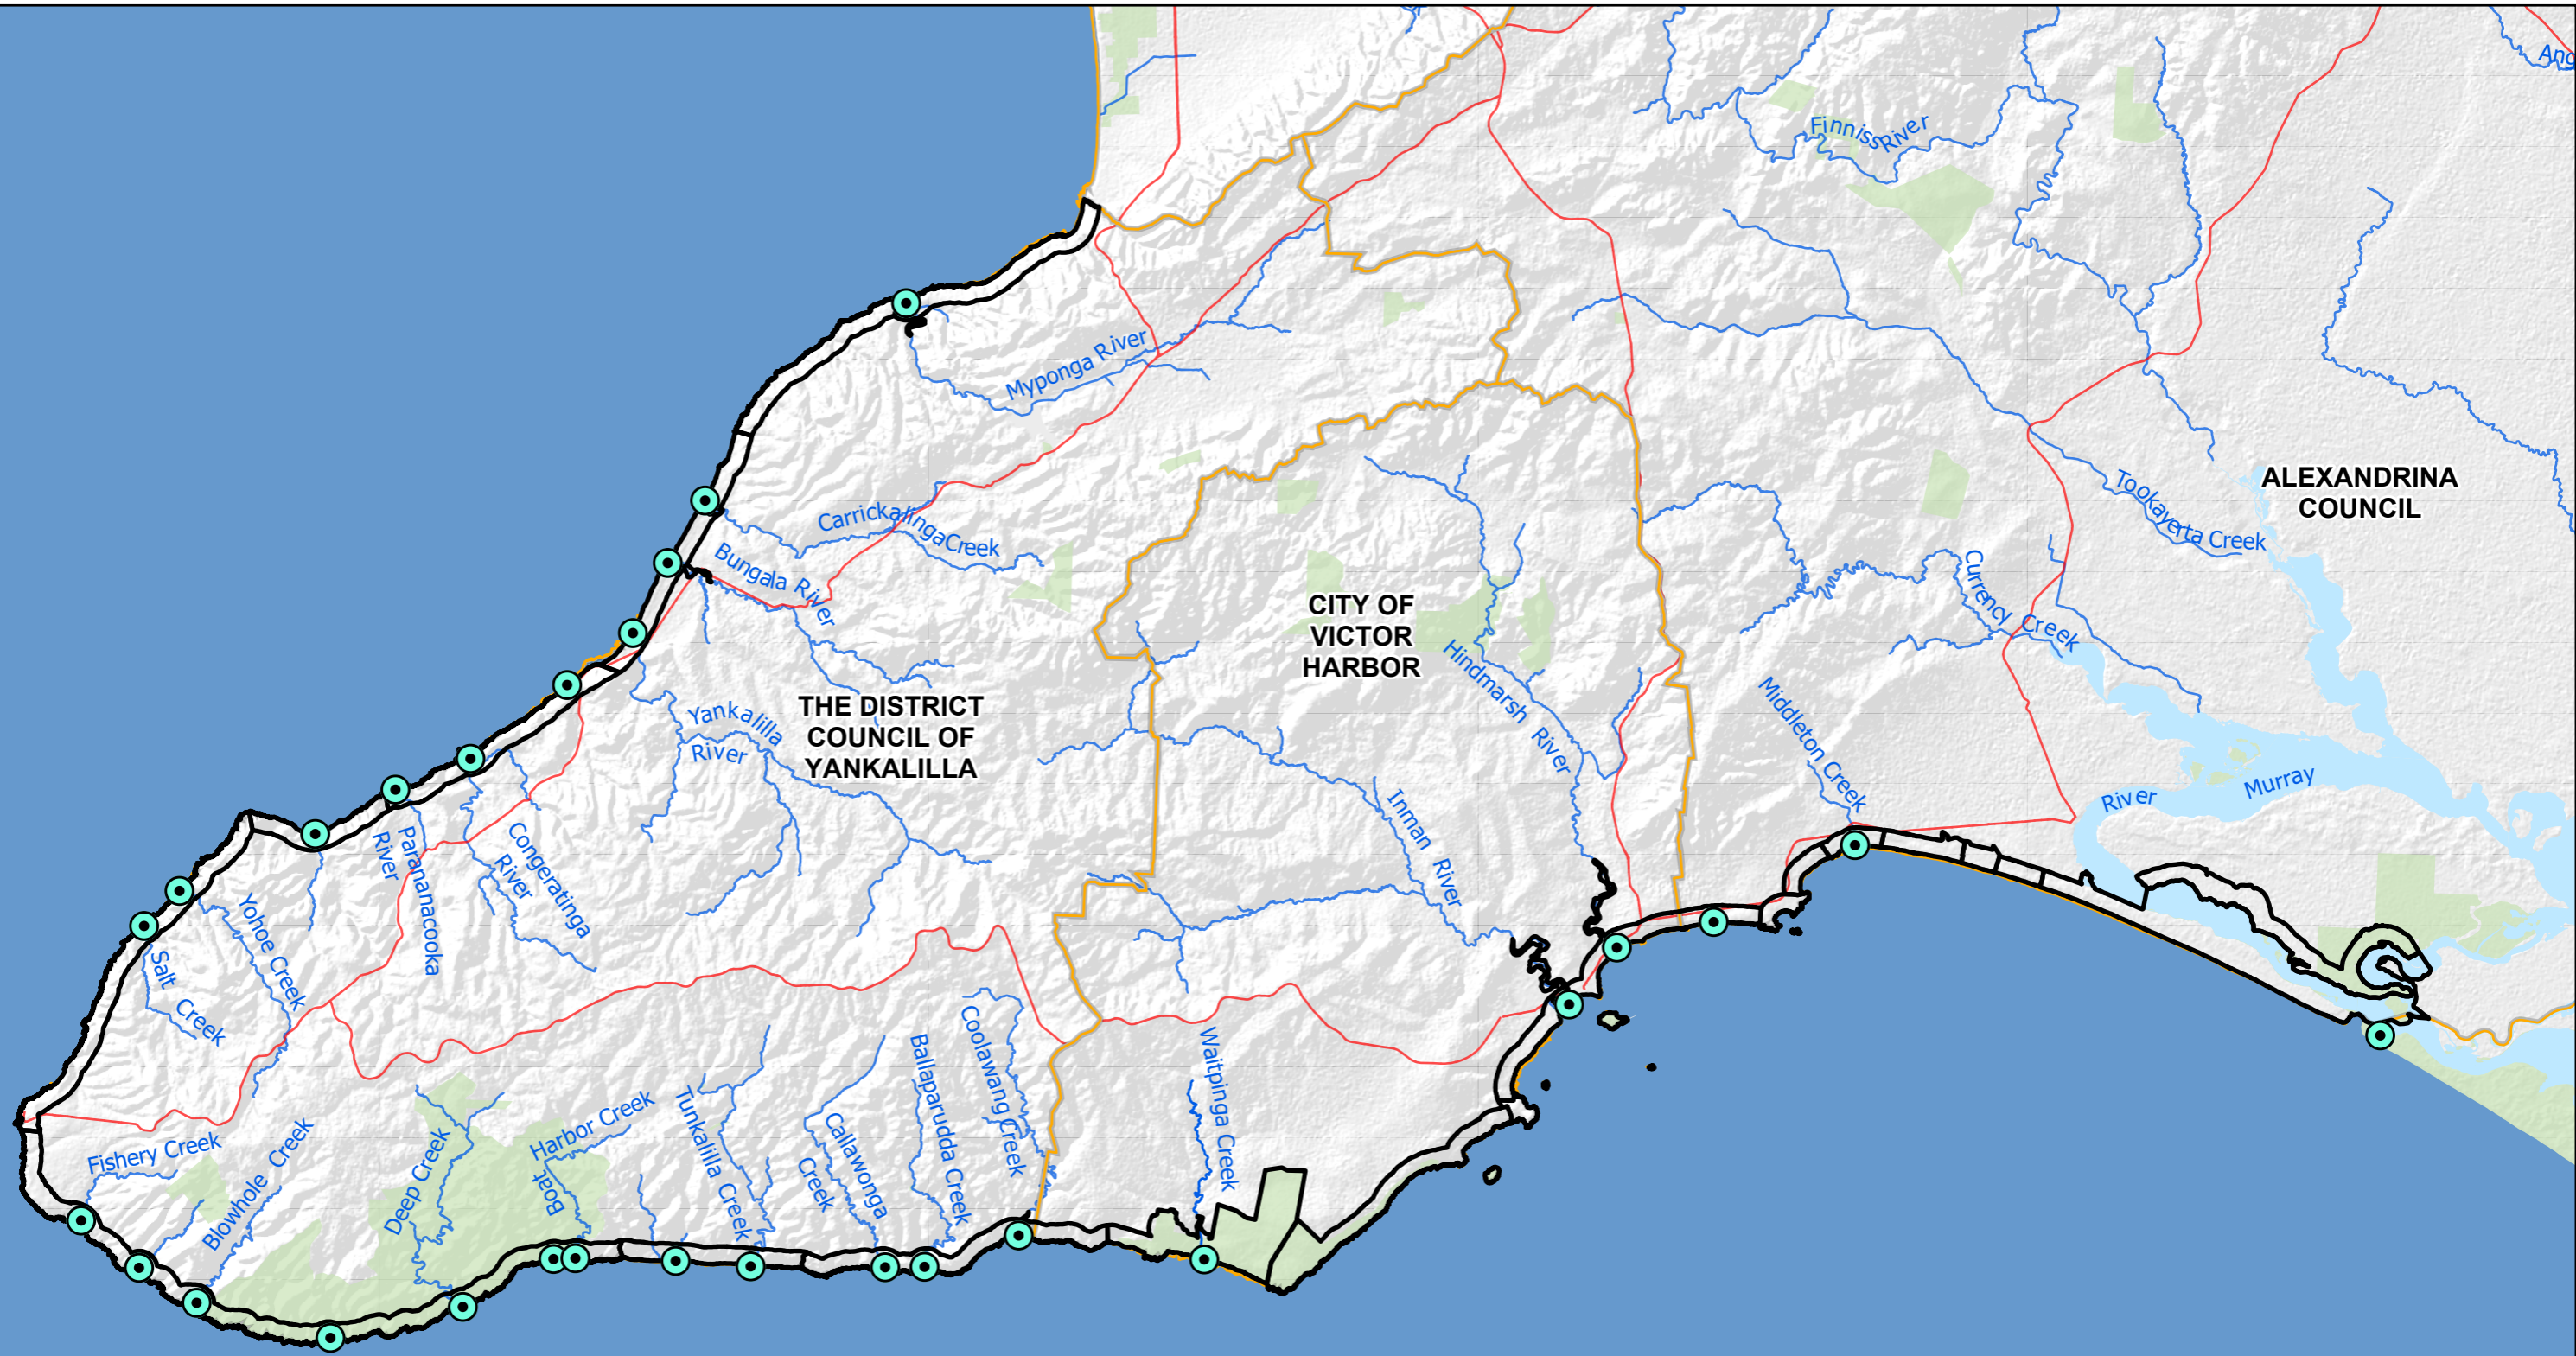 Ang
Finniss River
Myponga River
ALEXANDRINA
COUNCIL
Tookayerta Creek
Carrickalinga Creek
Bungala River
Currency Creek
CITY OF
VICTOR
HARBOR
Hindmarsh River
THE DISTRICT
COUNCIL OF
YANKALILLA
Yankalilla
River
Middleton Creek
River Murray
Inman River
Parananacooka
River
Congeratinga
River
Yohoe Creek
Salt Creek
Coolawang Creek
Ballaparudda Creek
Waitpinga Creek
Callawonga
Creek
Tunkalilla Creek
Boat Harbor Creek
Deep Creek
Blowhole Creek
Fishery Creek